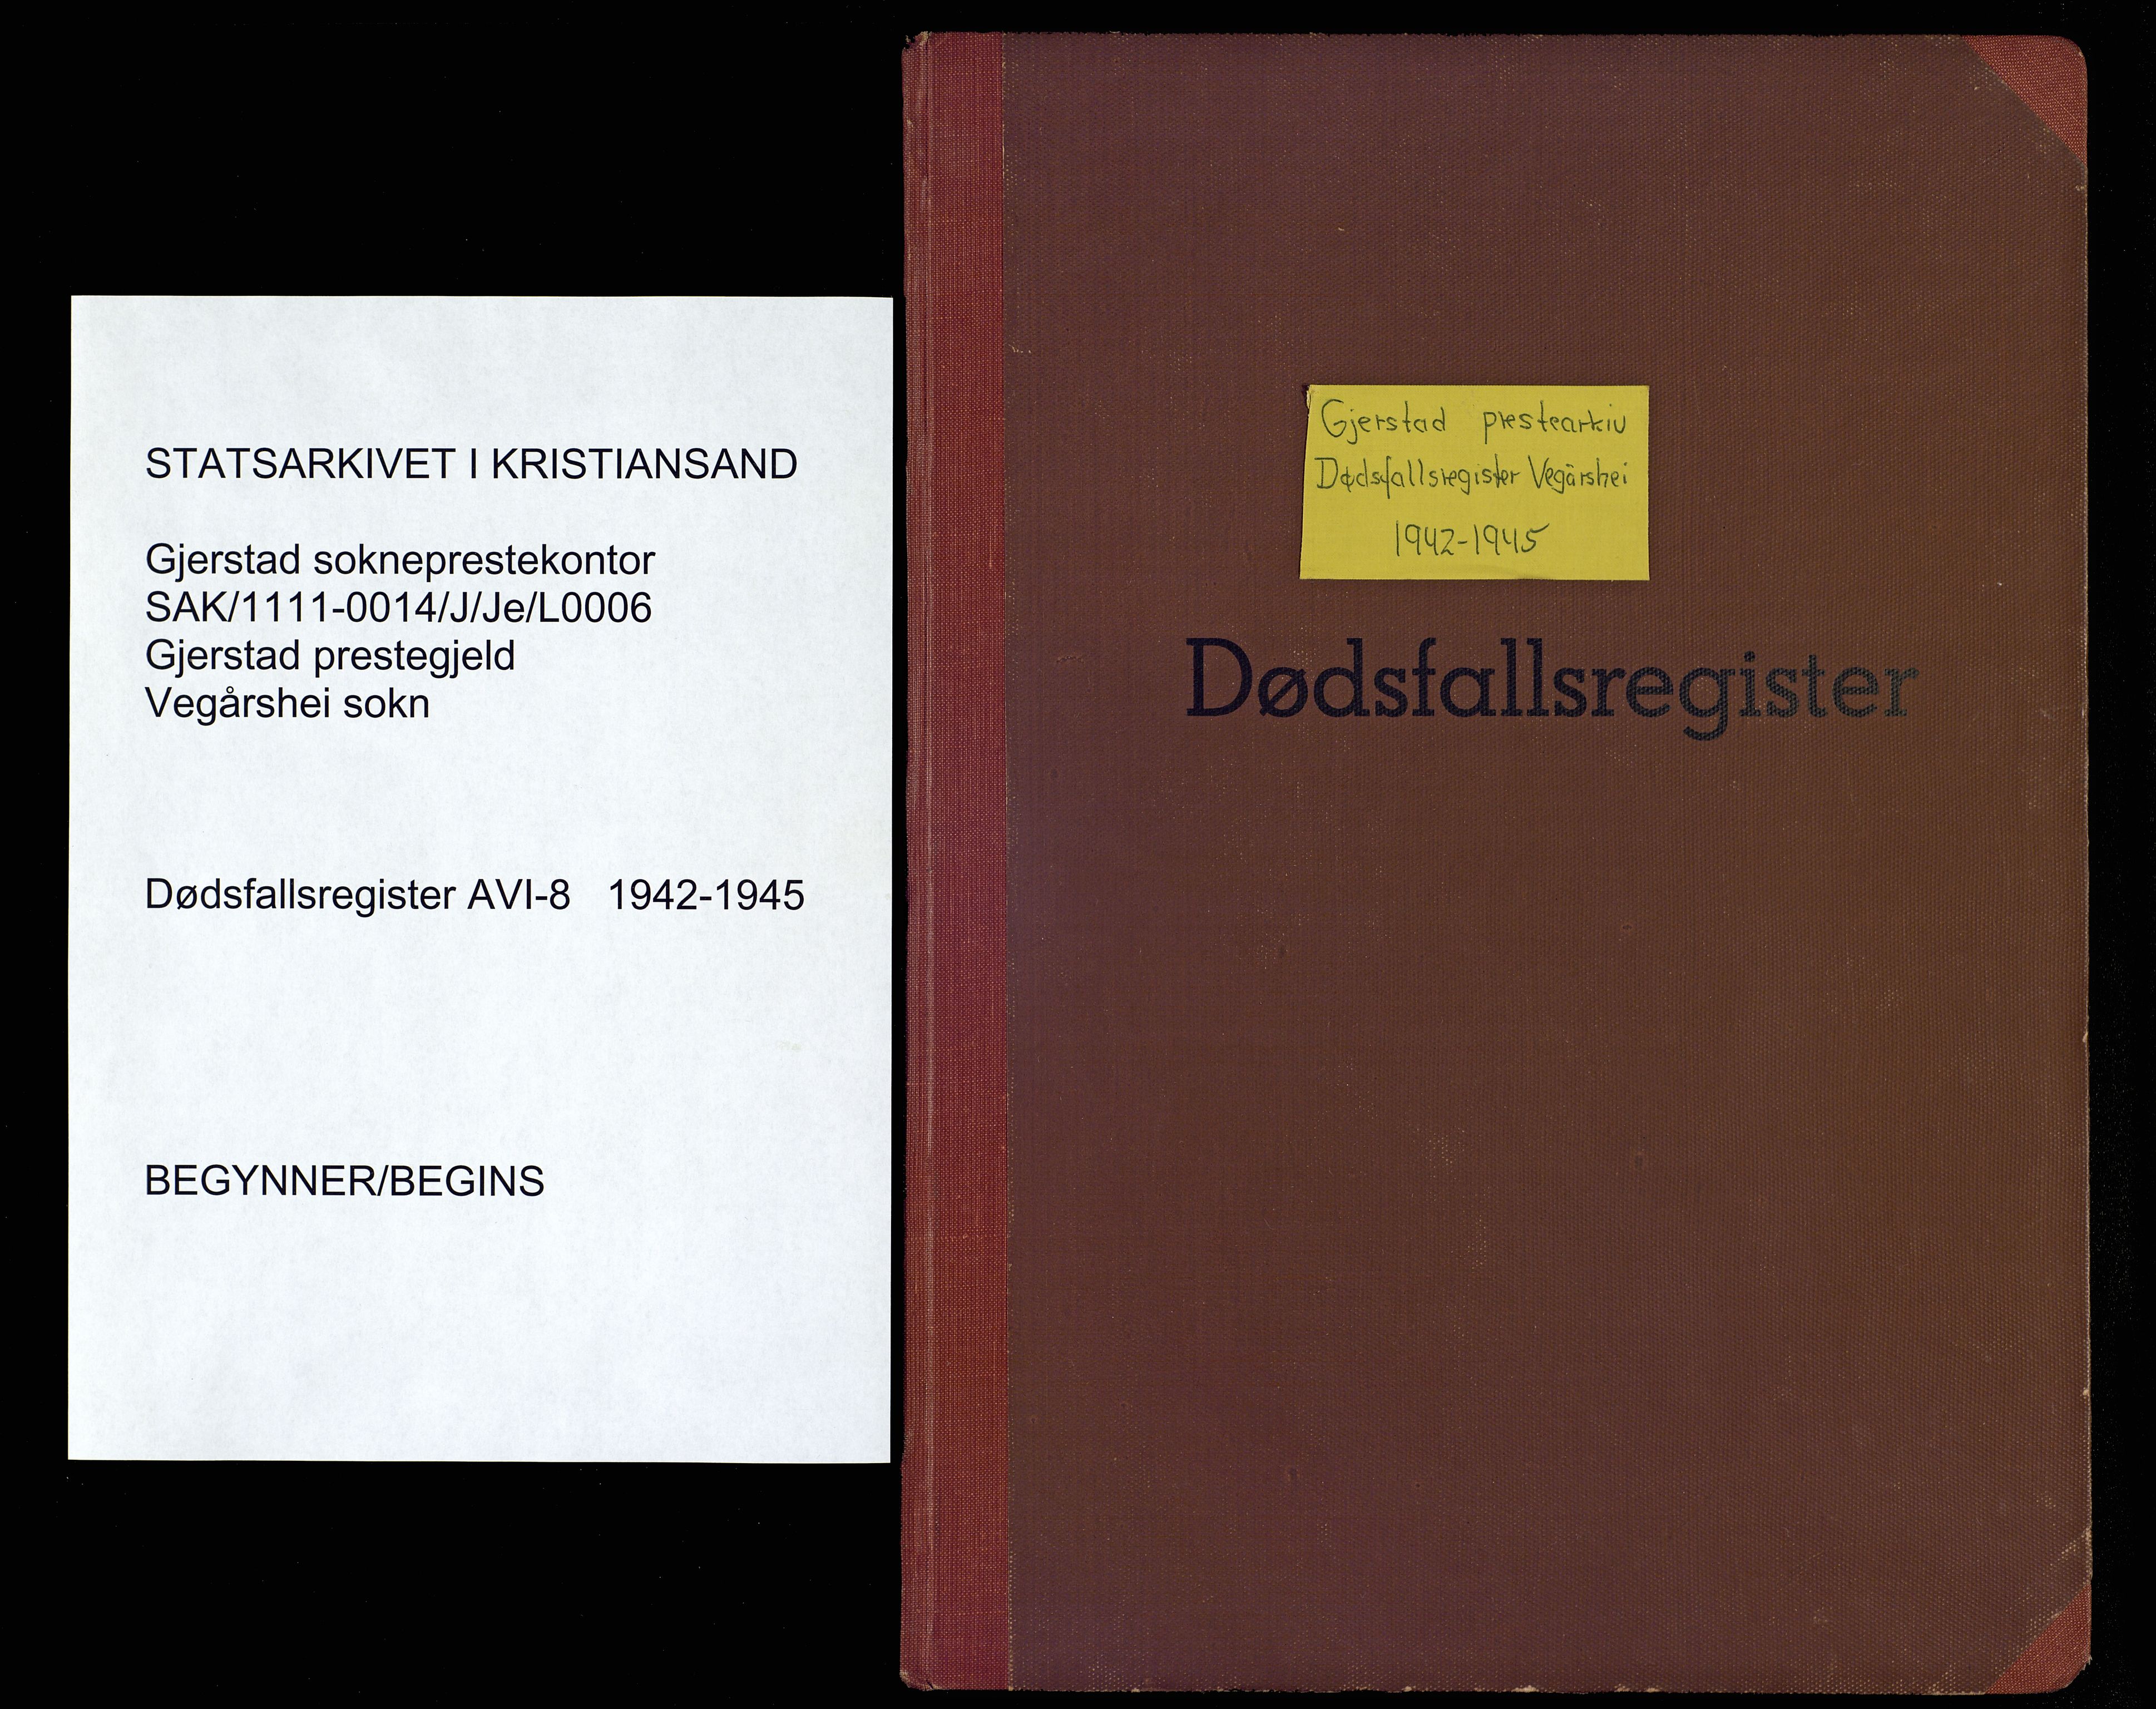 STATSARKIVET I KRISTIANSAND
Gjerstad sokneprestekontor
SAK/1111-0014/J/Je/L0006
Gjerstad prestegjeld
Vegårshei sokn
Dødsfallsregister AVI-8 1942-1945
BEGYNNER/BEGINS
Gjerstad prestearkiv
Dødsfallsregister Vegårshei
1942-1945
Dødsfallsregister